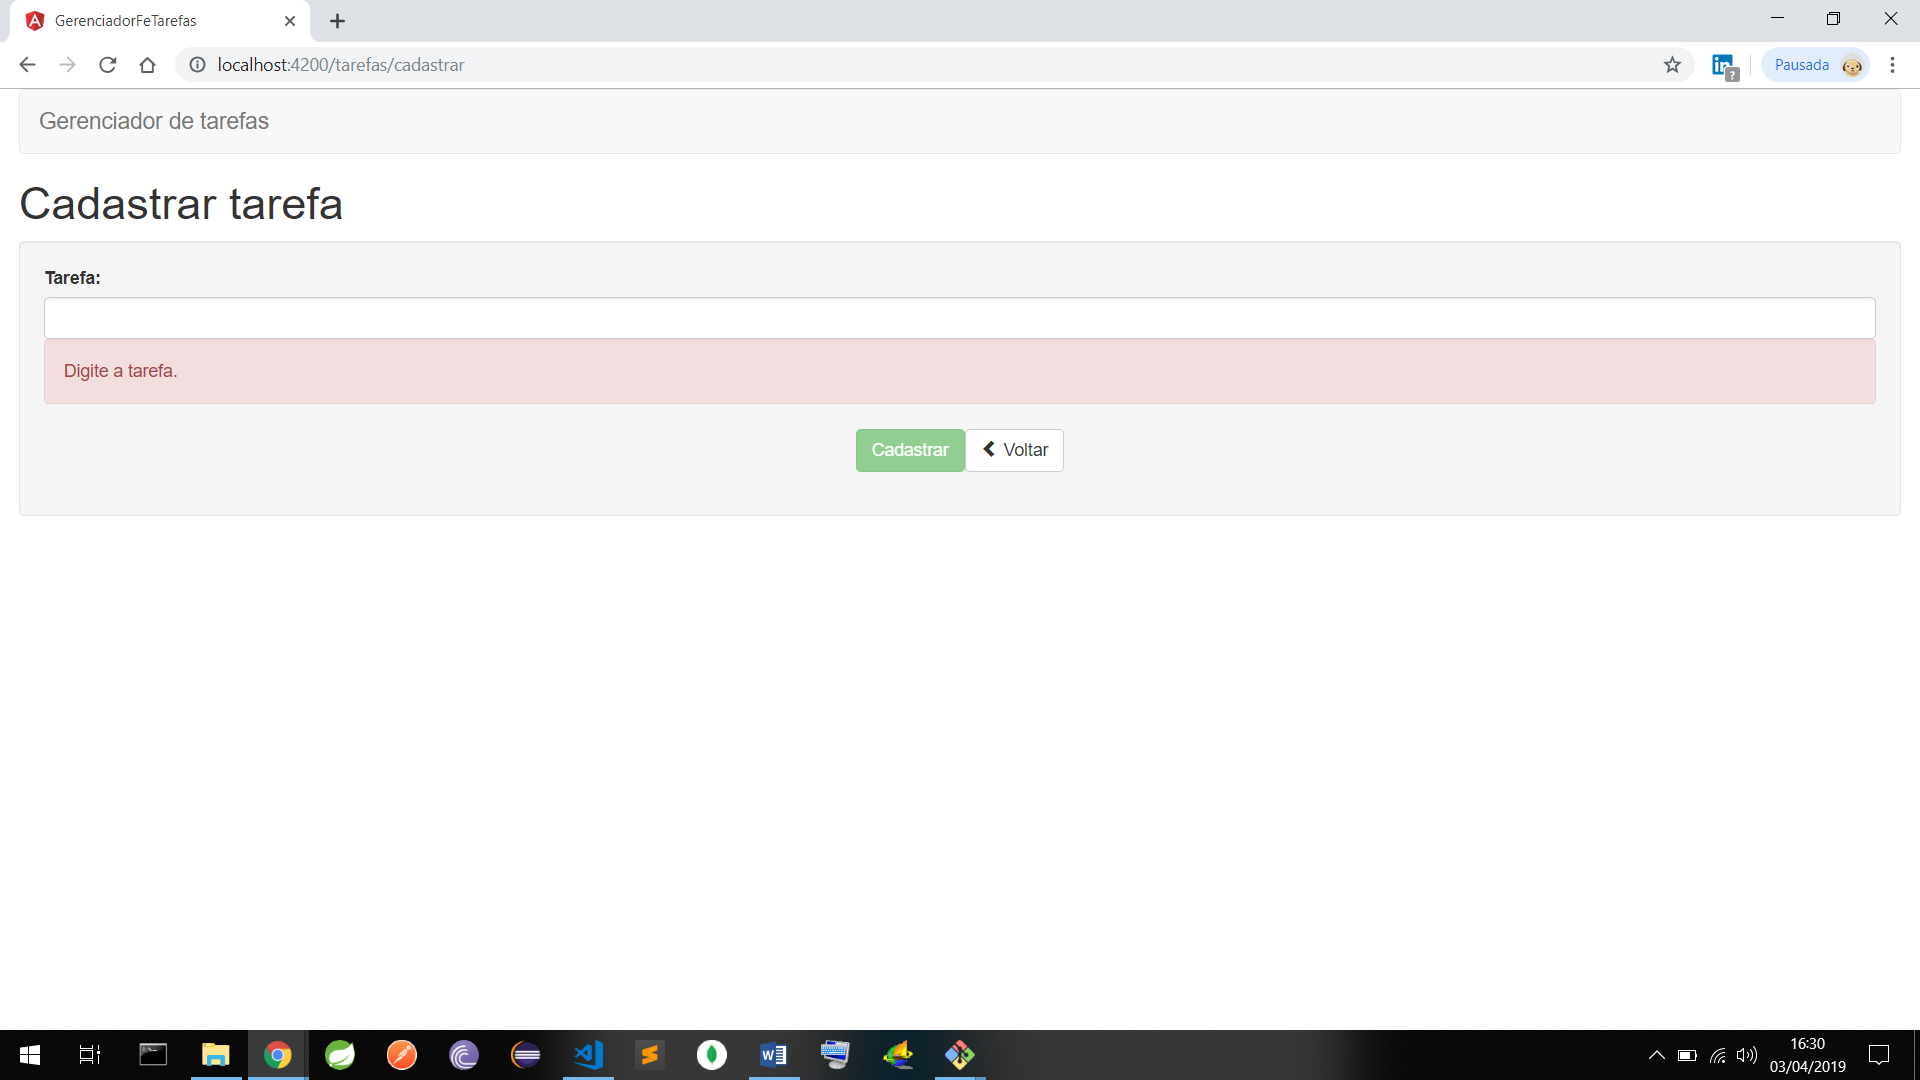 GerenciadorFeTarefas
localhost:4200/tarefas/cadastrar
Pausada
Gerenciador de tarefas
Cadastrar tarefa
Tarefa:
Digite a tarefa.
Cadastrar
Voltar
16:30
03/04/2019